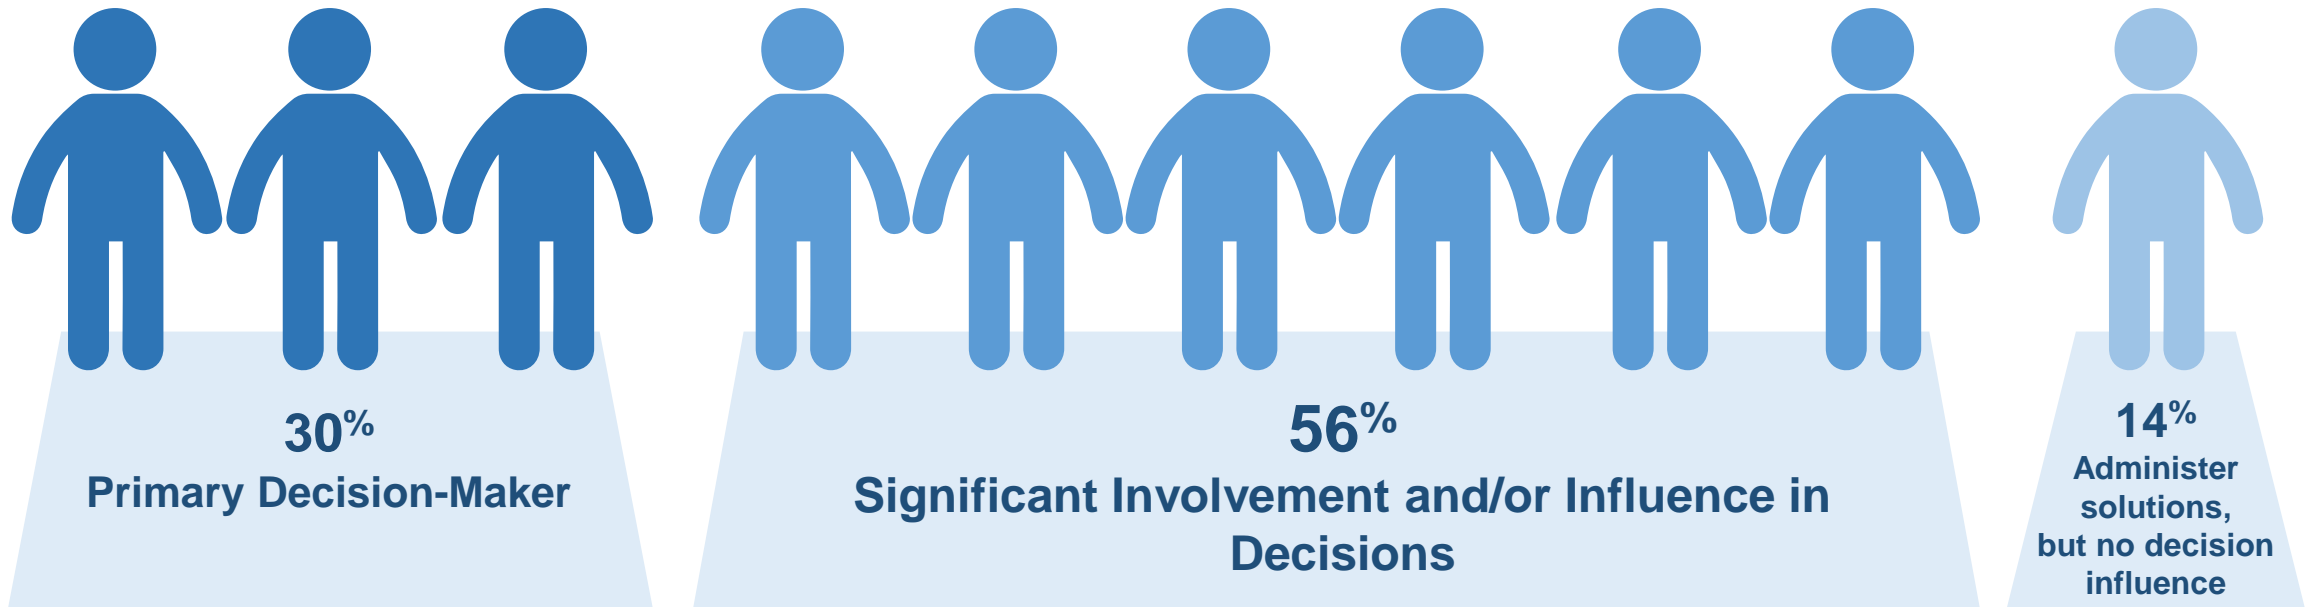 30%
Primary Decision-Maker
56%
Significant Involvement and/or Influence in
Decisions
14%
Administer
solutions,
but no decision
influence